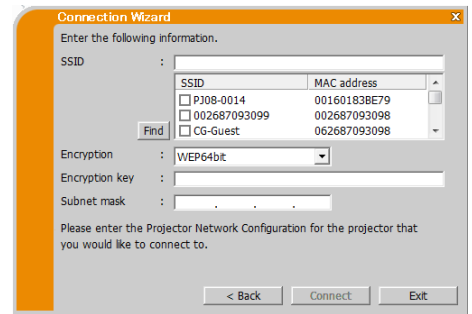 Connection Wizard x
Enter the following information.
SSID :
SSID MAC address
PJ08-0014 00160183BE79
002687093099 002687093098
Find CG-Guest 062687093098
Encryption : WEP64bit
Encryption key :
Subnet mask : . . .
Please enter the Projector Network Configuration for the projector that
you would like to connect to.
< Back Connect Exit